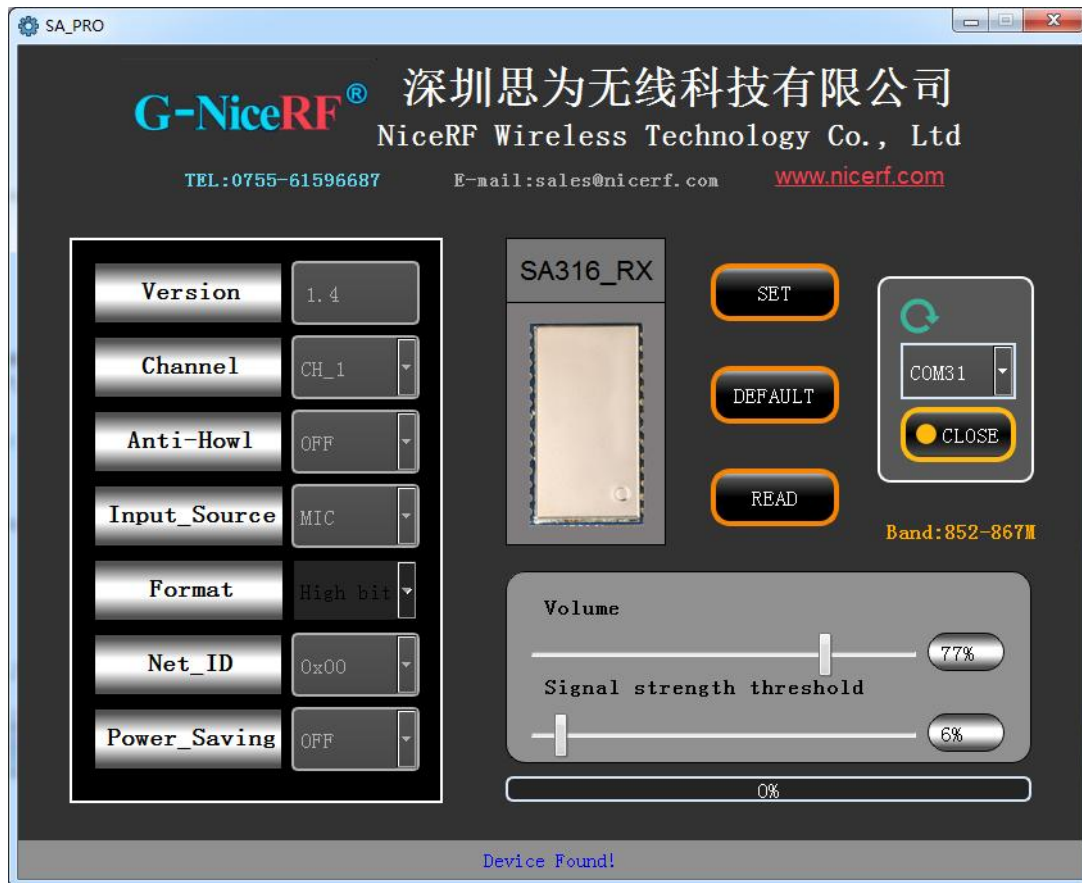 SA_PRO
G-NiceRF®
深圳思为无线科技有限公司
NiceRF Wireless Technology Co., Ltd
TEL:0755-61596687
E-mail:sales@nicerf.com
www.nicerf.com
Version
1.4
Channel
CH_1
Anti-Howl
OFF
Input_Source
MIC
Format
High bit
Net_ID
0x00
Power_Saving
OFF
SA316_RX
SET
DEFAULT
READ
COM31
CLOSE
Band:852-867M
Volume
77%
Signal strength threshold
6%
0%
Device Found!